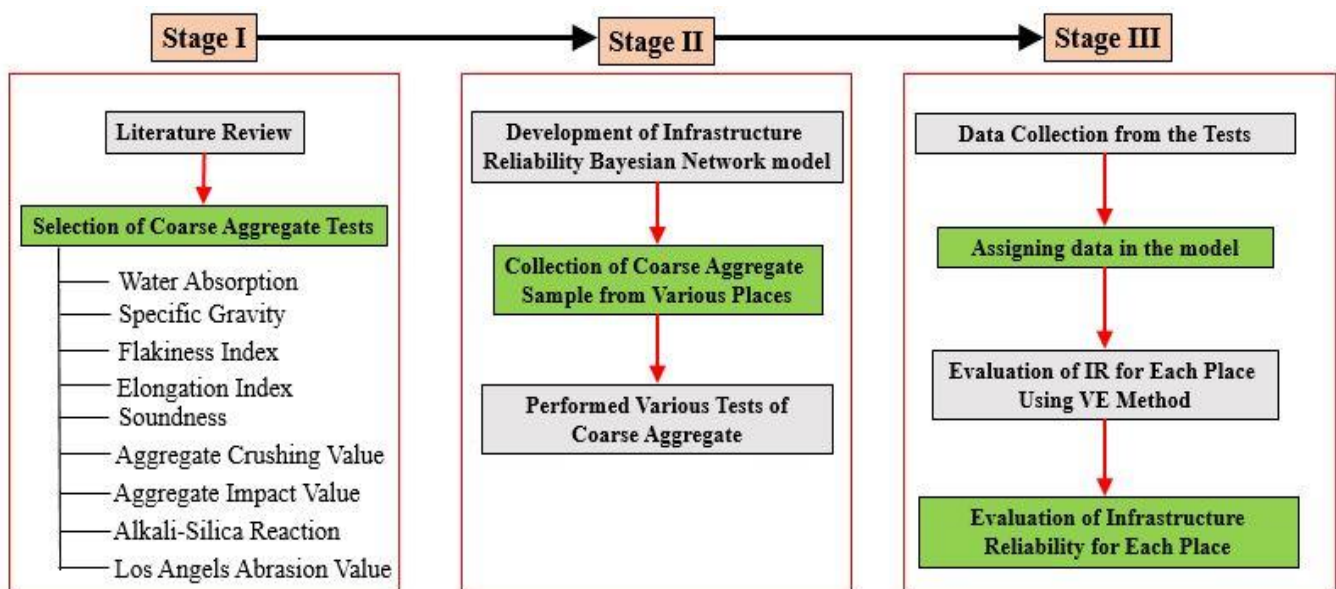 Stage I
Stage II
Stage III
Literature Review
Selection of Coarse Aggregate Tests
Water Absorption
Specific Gravity
Flakiness Index
Elongation Index
Soundness
Aggregate Crushing Value
Aggregate Impact Value
Alkali-Silica Reaction
Los Angels Abrasion Value
Development of Infrastructure
Reliability Bayesian Network model
Collection of Coarse Aggregate
Sample from Various Places
Performed Various Tests of
Coarse Aggregate
Data Collection from the Tests
Assigning data in the model
Evaluation of IR for Each Place
Using VE Method
Evaluation of Infrastructure
Reliability for Each Place